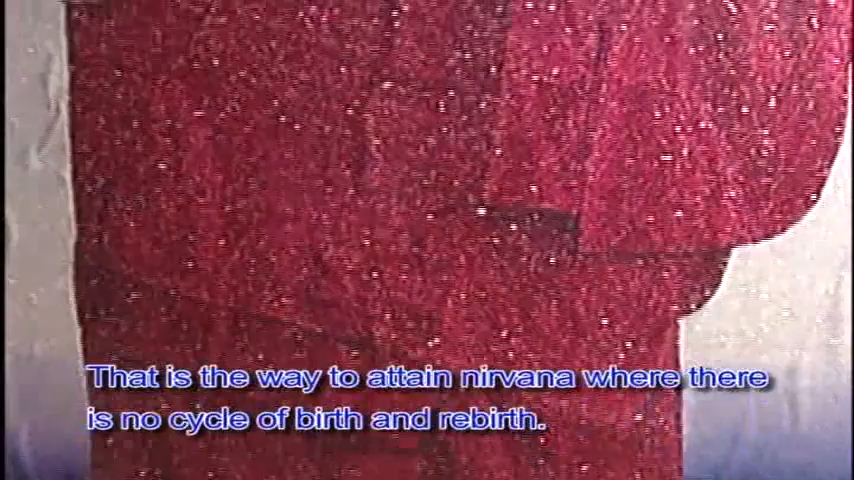 That is the way to attain nirvana where there
is no cycle of birth and rebirth.